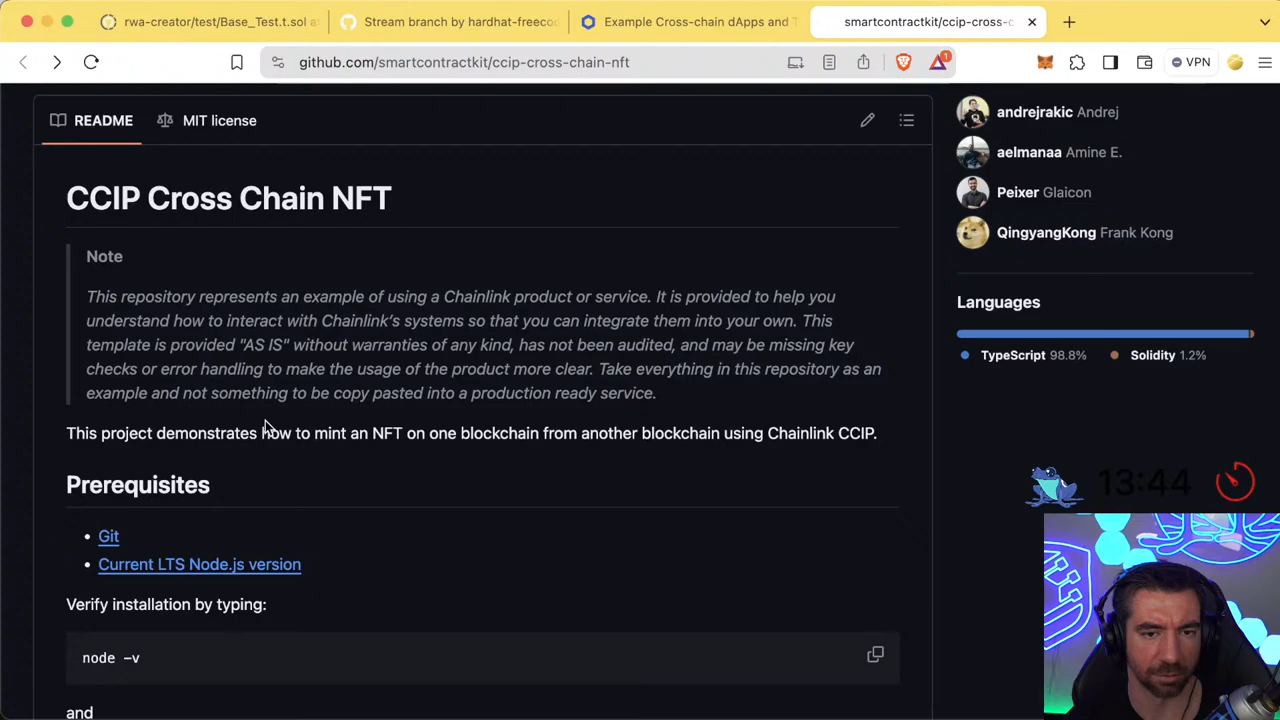 rwa-creator/test/Base_Test.t.sol a
Stream branch by hardhat-freecoo
Example Cross-chain dApps and T
smartcontractkit/ccip-cross-c
github.com/smartcontractkit/ccip-cross-chain-nft
1
VPN
README
MIT license
CCIP Cross Chain NFT
Note
This repository represents an example of using a Chainlink product or service. It is provided to help you
understand how to interact with Chainlink's systems so that you can integrate them into your own. This
template is provided "AS IS" without warranties of any kind, has not been audited, and may be missing key
checks or error handling to make the usage of the product more clear. Take everything in this repository as an
example and not something to be copy pasted into a production ready service.
This project demonstrates how to mint an NFT on one blockchain from another blockchain using Chainlink CCIP.
Prerequisites
Git
Current LTS Node.js version
Verify installation by typing:
node -v
and
andrejrakic Andrej
aelmanaa Amine E.
Peixer Glaicon
QingyangKong Frank Kong
Languages
TypeScript 98.8%
Solidity 1.2%
13:44